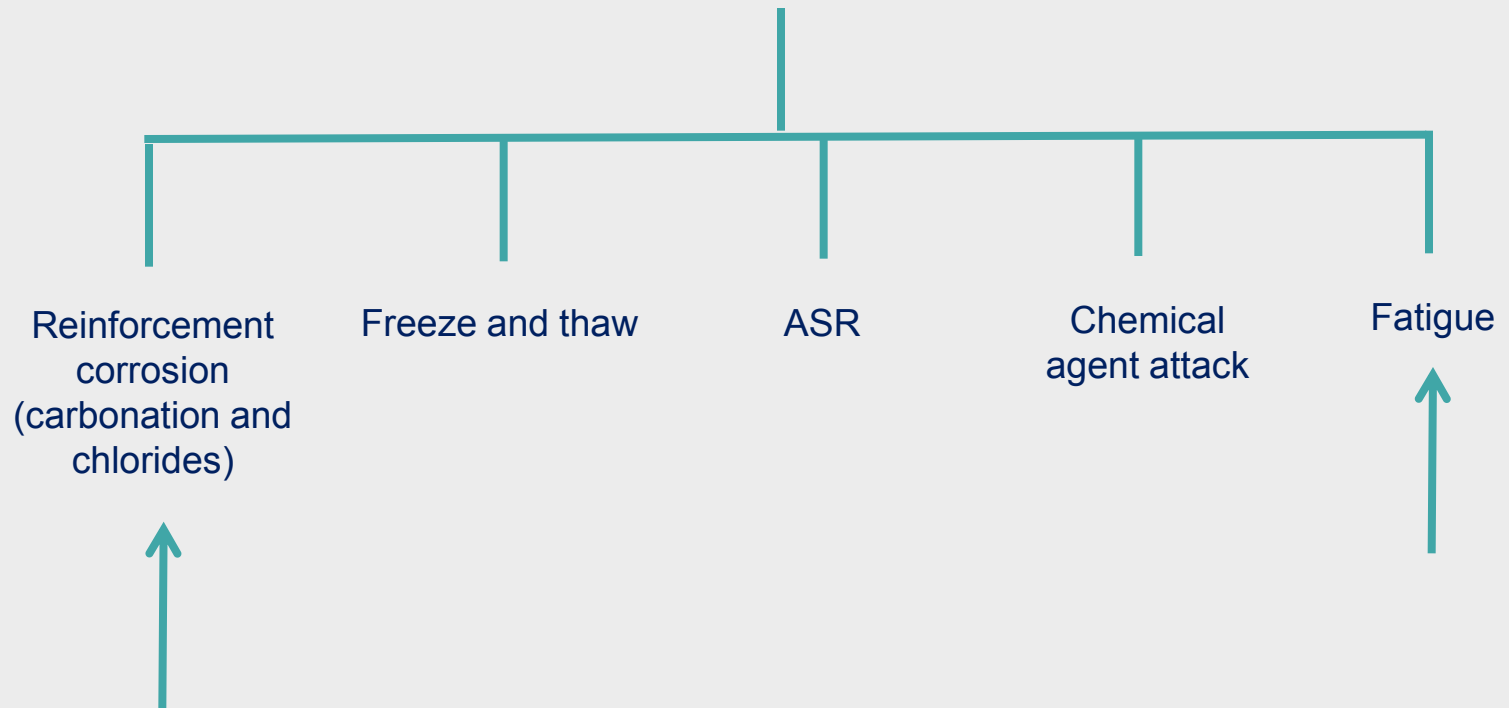 Reinforcement
corrosion
(carbonation and
chlorides)
Freeze and thaw
ASR
Chemical
agent attack
Fatigue